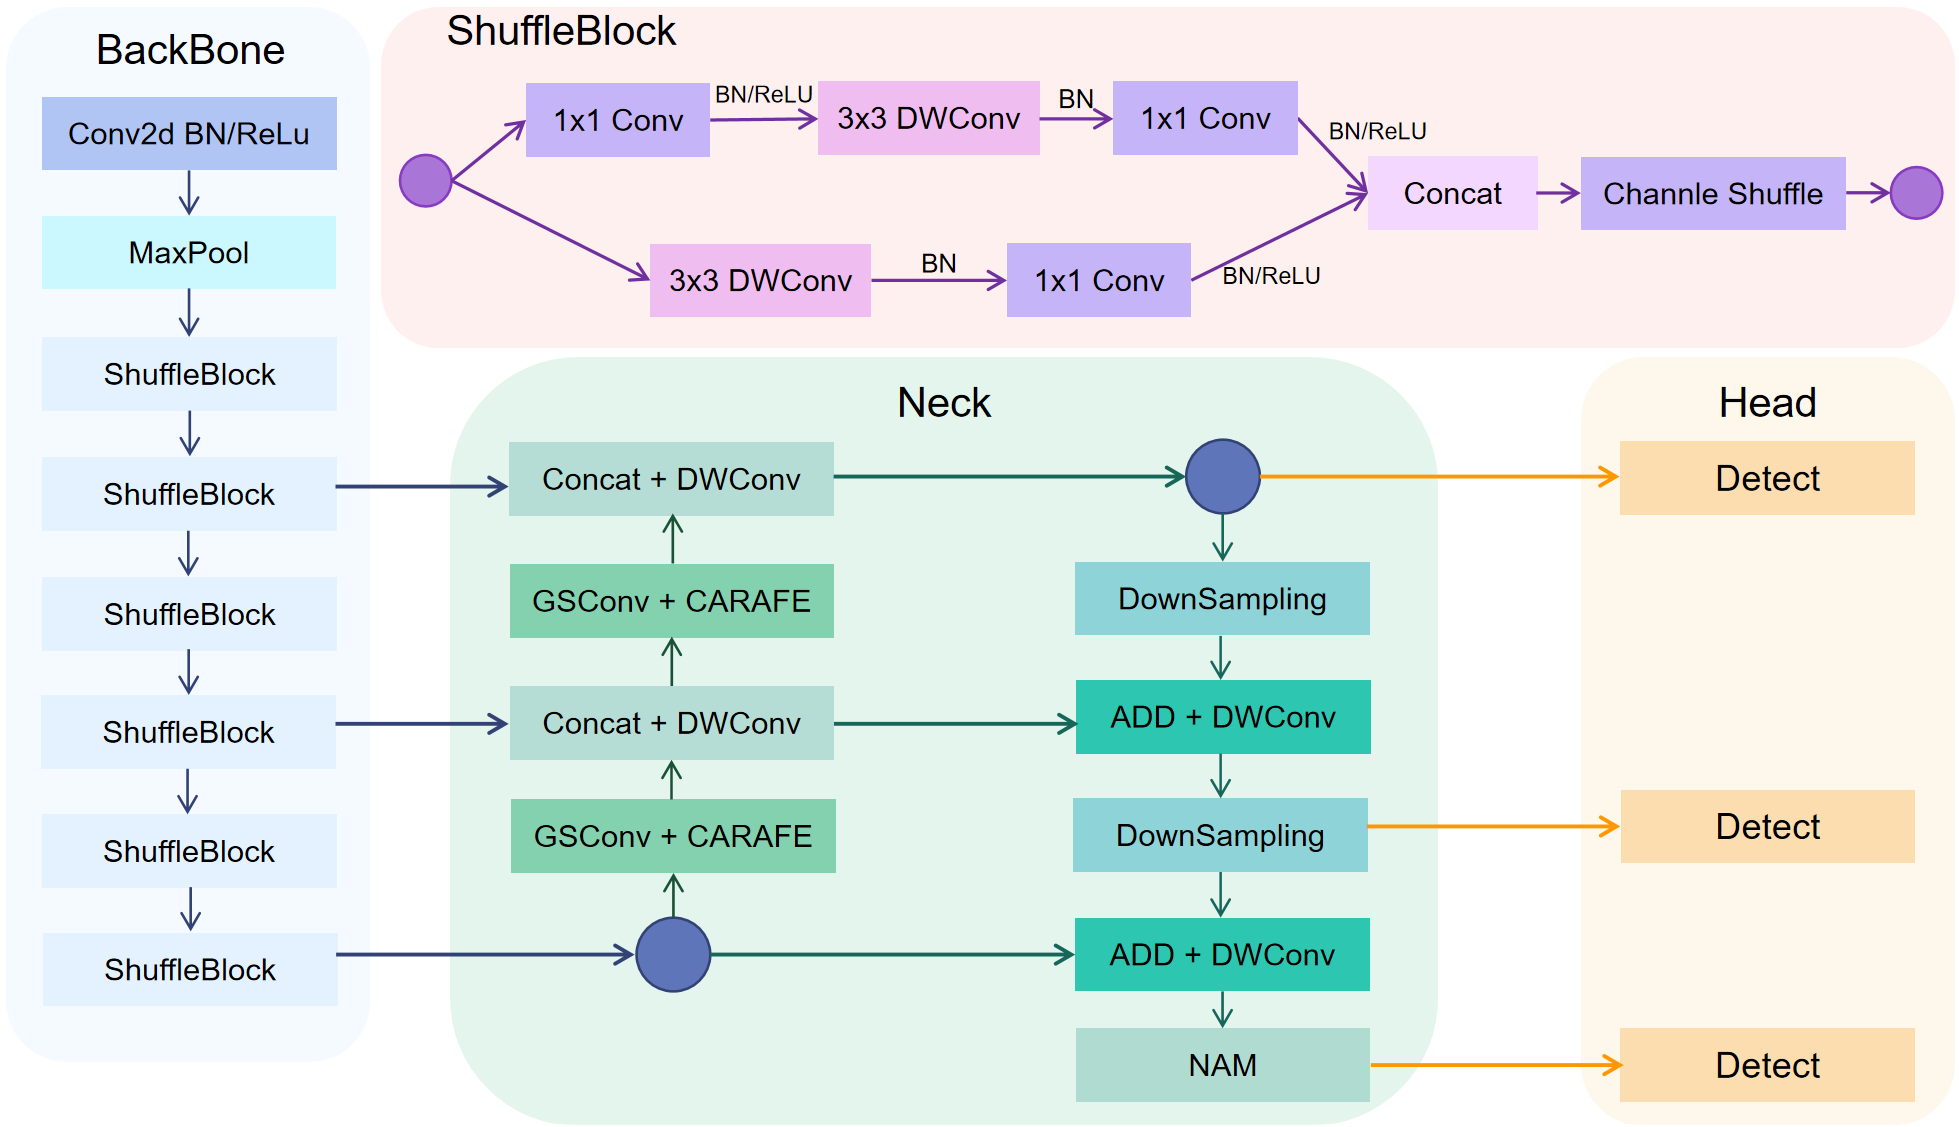 BackBone
Conv2d BN/ReLu
MaxPool
ShuffleBlock
ShuffleBlock
ShuffleBlock
ShuffleBlock
ShuffleBlock
ShuffleBlock
ShuffleBlock
1x1 Conv
BN/ReLU
3x3 DWConv
BN
1x1 Conv
BN/ReLU
3x3 DWConv
BN
1x1 Conv
BN/ReLU
Concat
Channle Shuffle
Neck
Concat + DWConv
GSConv + CARAFE
Concat + DWConv
GSConv + CARAFE
DownSampling
ADD + DWConv
DownSampling
ADD + DWConv
NAM
Head
Detect
Detect
Detect